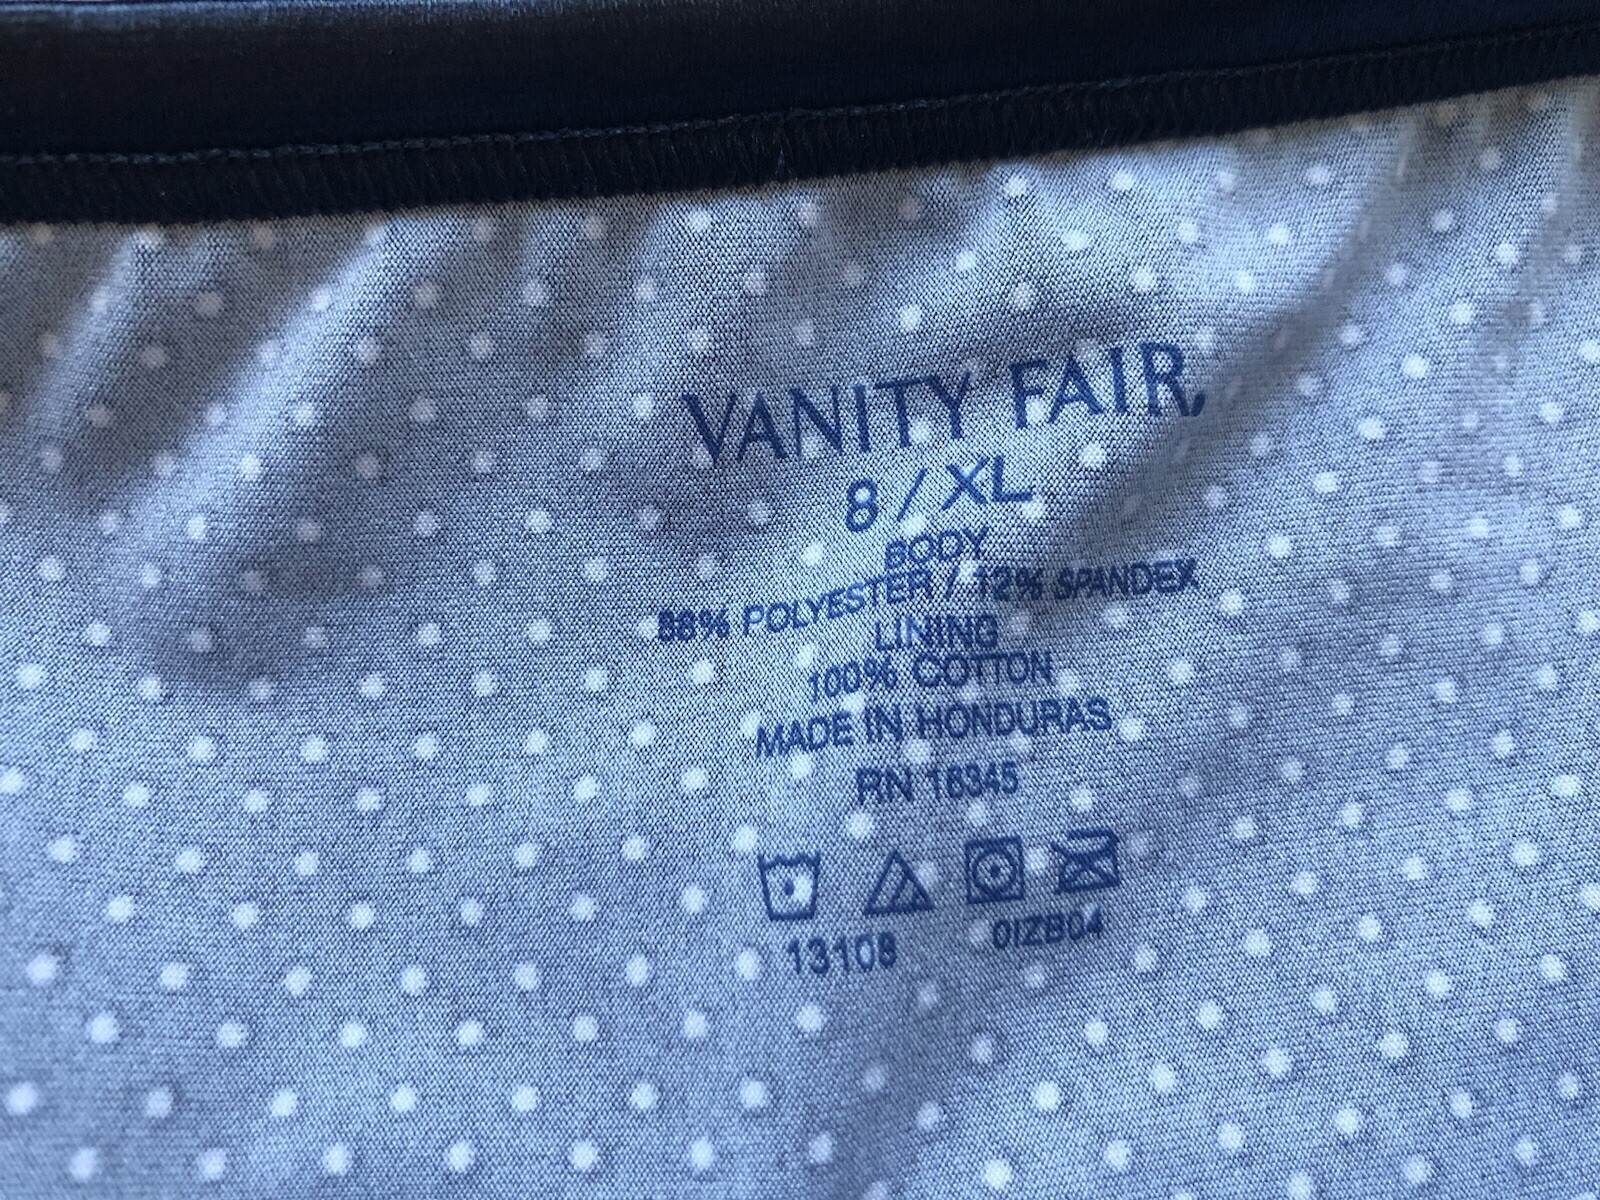 VANITY FAIR
8 / XL
BODY
88% POLYESTER / 12% SPANDEX
LINING
100% COTTON
MADE IN HONDURAS
RN 16345
13108 0IZB04